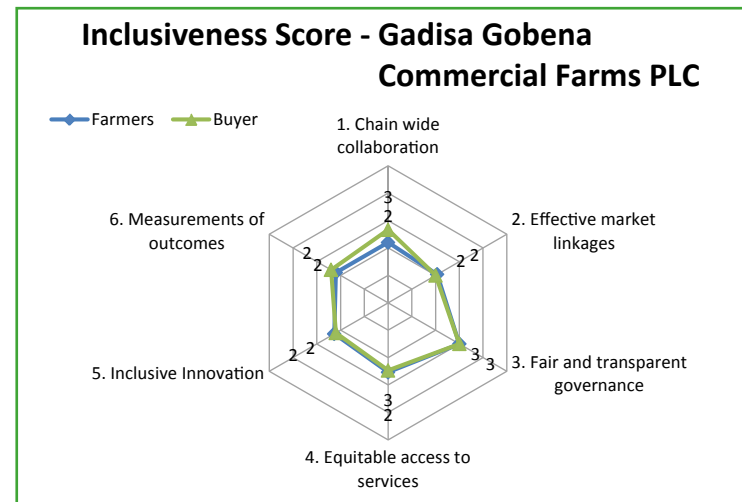 Inclusiveness Score - Gadisa Gobena
Commercial Farms PLC
Farmers
Buyer
1. Chain wide
collaboration
3
2
6. Measurements of
outcomes
2. Effective market
linkages
2
2
2
2
3
3
3. Fair and transparent
governance
2
2
5. Inclusive Innovation
3
2
4. Equitable access to
services